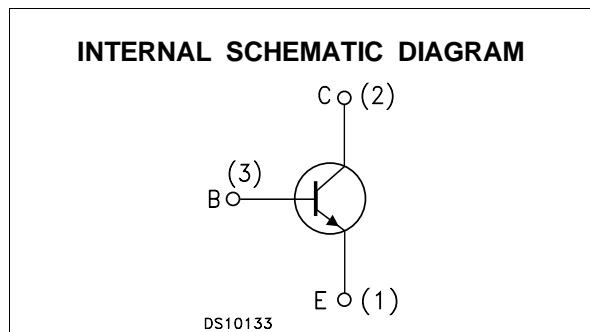 INTERNAL SCHEMATIC DIAGRAM
C (2)
(3)
B
E (1)
DS10133